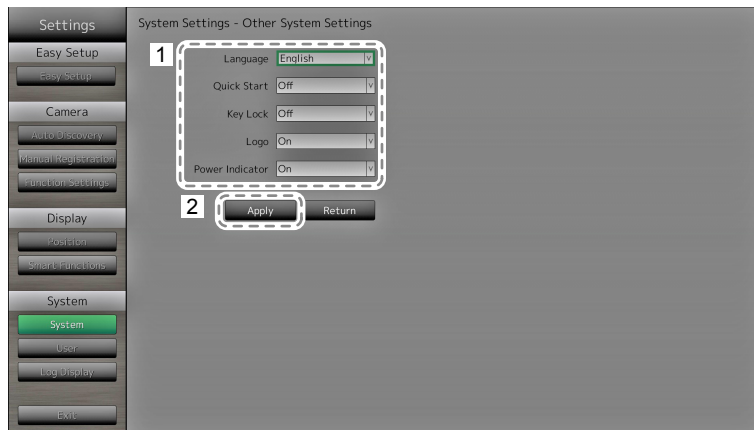 Settings
Easy Setup
Easy Setup
Camera
Auto Discovery
Manual Registration
Function Settings
Display
Position
Smart Functions
System
System
User
Log Display
Exit
System Settings - Other System Settings
1
Language English
Quick Start Off
Key Lock Off
Logo On
Power Indicator On
2
Apply Return